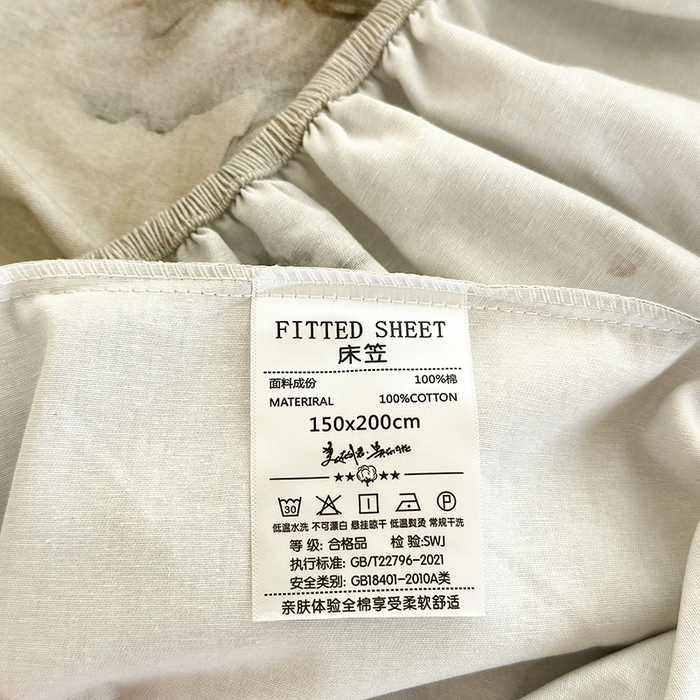 FITTED SHEET
床笠
面料成份 100%棉
MATERIRAL 100%COTTON
150x200cm
30
P
低温水洗 不可漂白 悬挂晾干 低温熨烫 常规干洗
等 级: 合格品 检 验:SWJ
执行标准: GB/T22796-2021
安全类别: GB18401-2010A类
亲肤体验全棉享受柔软舒适